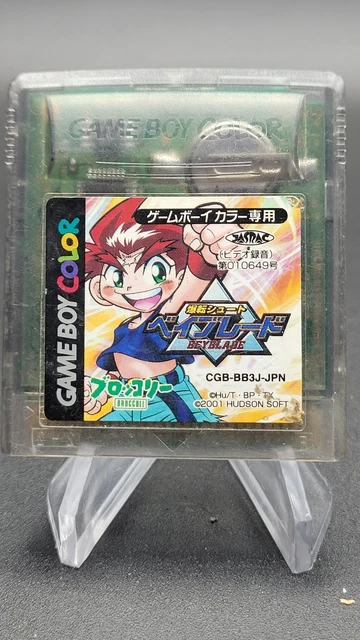 GAME BOY COLOR
GAME BOY COLOR
ゲームボーイカラー専用
JASRAC
(ビデオ録音)
第010649号
爆転シュート
ベイブレード
BEYBLADE
CGB-BB3J-JPN
ブロッコリー
BROCCOLI
©Hu/T・BP・TX
©2001 HUDSON SOFT